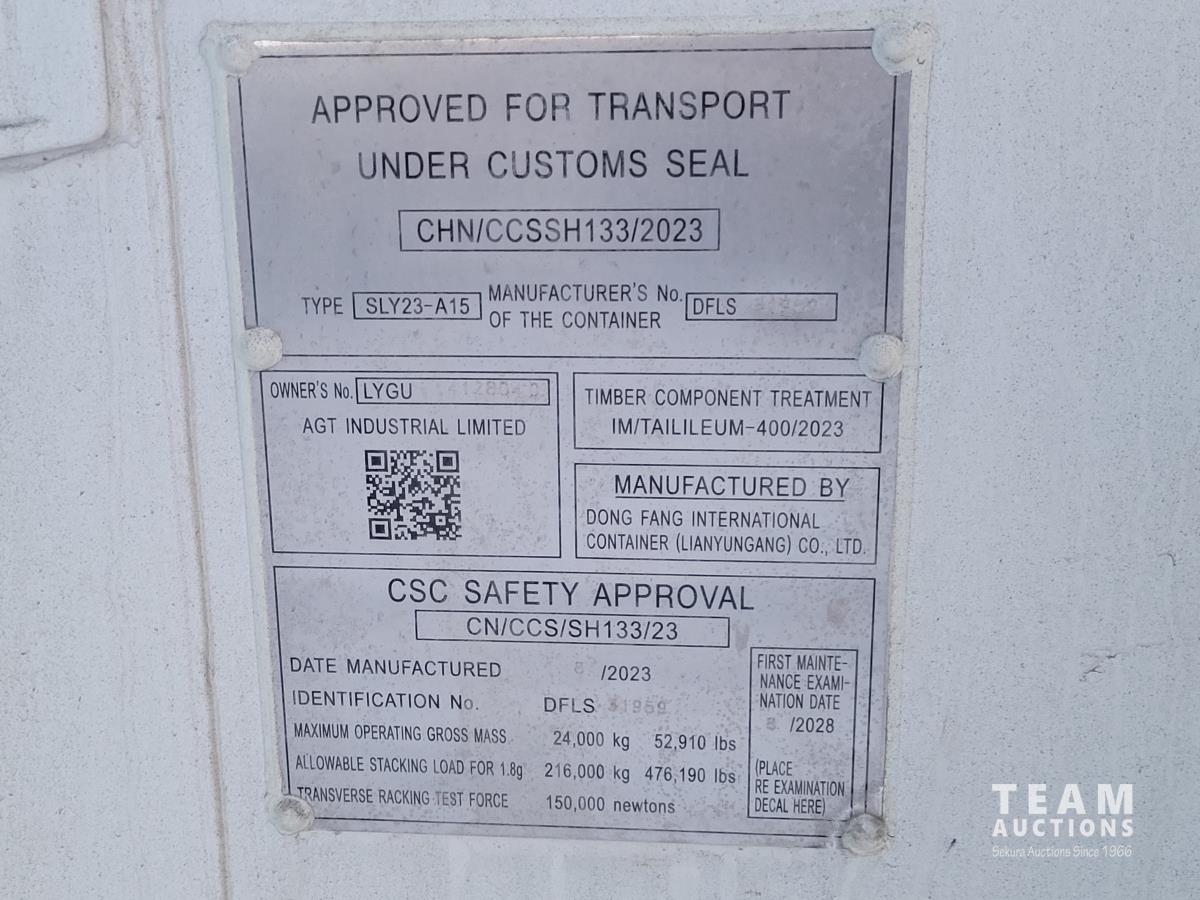 APPROVED FOR TRANSPORT
UNDER CUSTOMS SEAL
CHN/CCSSH133/2023
TYPE SLY23-A15 MANUFACTURER'S No. OF THE CONTAINER DFLS
OWNER'S No. LYGU
AGT INDUSTRIAL LIMITED
TIMBER COMPONENT TREATMENT
IM/TAILILEUM-400/2023
MANUFACTURED BY
DONG FANG INTERNATIONAL
CONTAINER (LIANYUNGANG) CO., LTD.
CSC SAFETY APPROVAL
CN/CCS/SH133/23
DATE MANUFACTURED 8 /2023
IDENTIFICATION No. DFLS
MAXIMUM OPERATING GROSS MASS 24,000 kg 52,910 lbs
ALLOWABLE STACKING LOAD FOR 1.8g 216,000 kg 476,190 lbs
TRANSVERSE RACKING TEST FORCE 150,000 newtons
FIRST MAINTE-
NANCE EXAMI-
NATION DATE
8 /2028
(PLACE
RE EXAMINATION
DECAL HERE)
TEAM
AUCTIONS
Sekura Auctions Since 1966